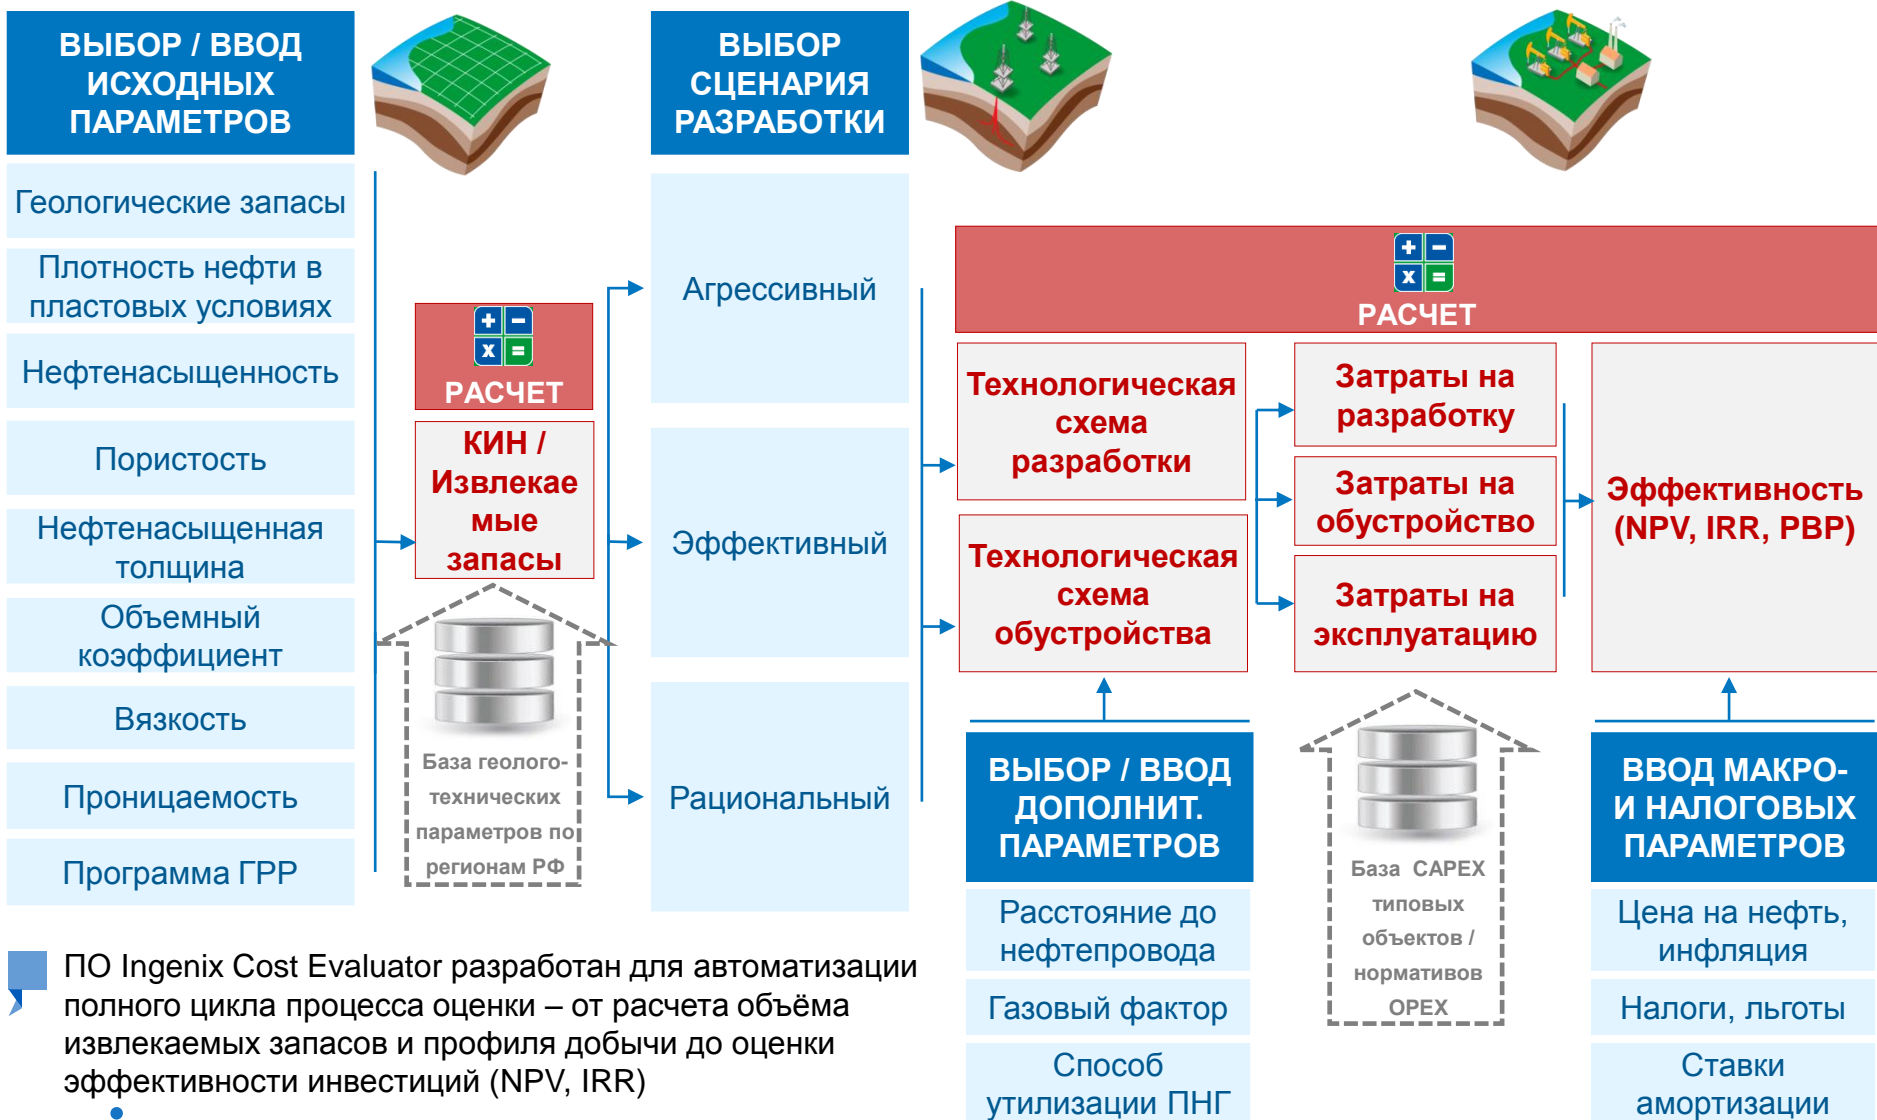 ВЫБОР / ВВОД
ИСХОДНЫХ
ПАРАМЕТРОВ
Геологические запасы
Плотность нефти в
пластовых условиях
Нефтенасыщенность
Пористость
Нефтенасыщенная
толщина
Объемный
коэффициент
Вязкость
Проницаемость
Программа ГРР
РАСЧЕТ
КИН /
Извлекае
мые
запасы
База геолого-
технических
параметров по
регионам РФ
ВЫБОР
СЦЕНАРИЯ
РАЗРАБОТКИ
Агрессивный
Эффективный
Рациональный
РАСЧЕТ
Технологическая
схема
разработки
Технологическая
схема
обустройства
Затраты на
разработку
Затраты на
обустройство
Затраты на
эксплуатацию
Эффективность
(NPV, IRR, PBP)
ВЫБОР / ВВОД
ДОПОЛНИТ.
ПАРАМЕТРОВ
Расстояние до
нефтепровода
Газовый фактор
Способ
утилизации ПНГ
База CAPEX
типовых
объектов /
нормативов
OPEX
ВВОД МАКРО-
И НАЛОГОВЫХ
ПАРАМЕТРОВ
Цена на нефть,
инфляция
Налоги, льготы
Ставки
амортизации
ПО Ingenix Cost Evaluator разработан для автоматизации
полного цикла процесса оценки – от расчета объёма
извлекаемых запасов и профиля добычи до оценки
эффективности инвестиций (NPV, IRR)